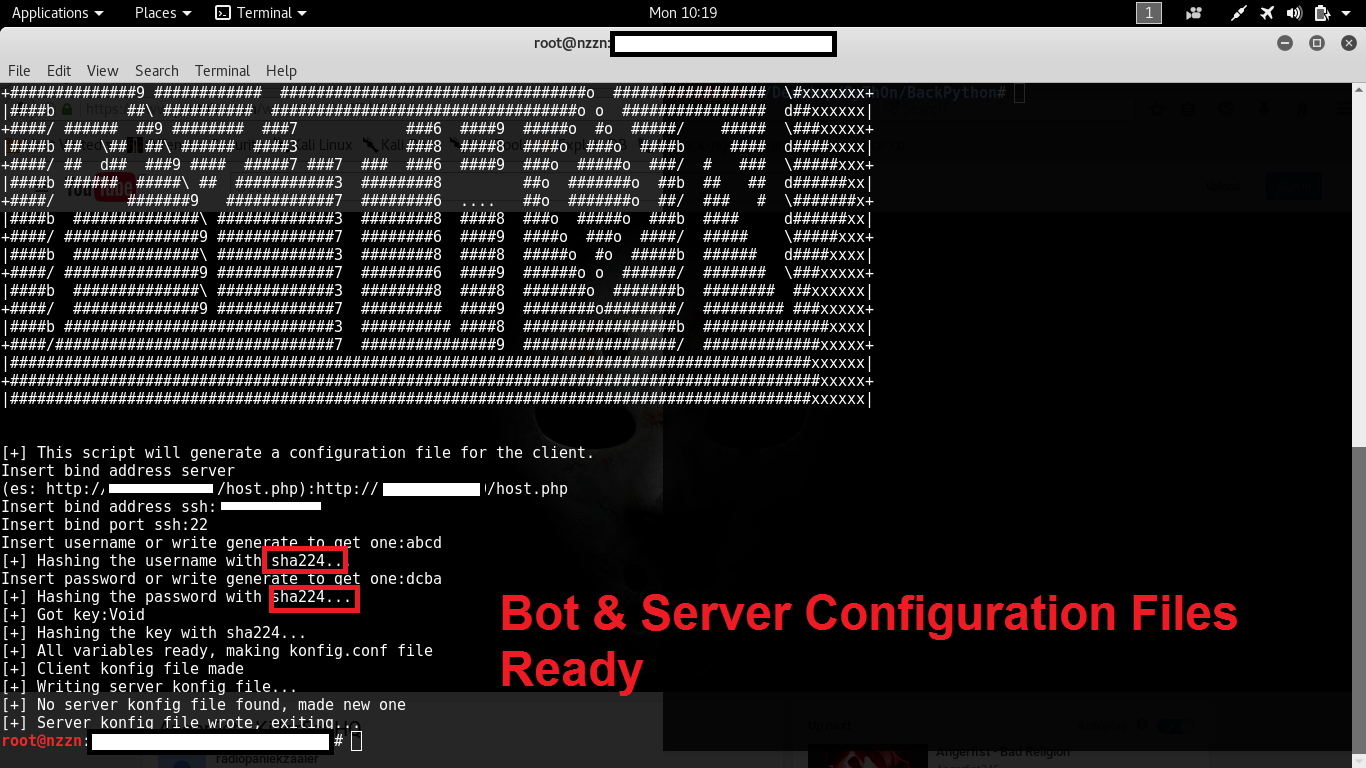 Applications Places Terminal Mon 10:19 1
root@nzzn:
File Edit View Search Terminal Help
+##############9 ############  ##################################o  #################  \#xxxxxxx+
|####b        ##\ ##########\ ##################################o o  ################  d##xxxxxx|
+####/ ######  ##9 ########  ###7         ###6  ####9  #####o  #o  #####/    #####  \###xxxxx+
|####b ##  \##  ##\ ######  ####3         ###8  ####8  ####o  ###o  ####b     ####  d####xxxx|
+####/ ##  d##  ###9 ####  #####7 ###7  ###  ###6  ####9  ###o  #####o  ###/  #   ###  \#####xxx+
|####b ######  #####\ ##  ###########3  ########8         ##o  #######o  ##b  ##   ##  d######xx|
+####/        #######9   ############7  ########6  ....   ##o  #######o  ##/  ###   #  \#######x+
|####b  ##############\ #############3  ########8  ####8  ###o  #####o  ###b  ####     d######xx|
+####/ ###############9 #############7  ########6  ####9  ####o  ###o  ####/  #####    \#####xxx+
|####b  ##############\ #############3  ########8  ####8  #####o  #o  #####b  ######   d####xxxx|
+####/ ###############9 #############7  ########6  ####9  ######o o  ######/  #######  \###xxxxx+
|####b  ##############\ #############3  ########8  ####8  #######o  #######b  ########  ##xxxxxx|
+####/  ##############9 #############7  #########  ####9  ########o########/  ######### ###xxxxx+
|####b ##############################3  ########## ####8  #################b  ##############xxxx|
+####/###############################7  ###############9  #################/  #############xxxxx+
|##########################################################################################xxxxxx|
+###########################################################################################xxxxx+
|##########################################################################################xxxxxx|
[+] This script will generate a configuration file for the client.
Insert bind address server
(es: http:/ /host.php):http:// /host.php
Insert bind address ssh:
Insert bind port ssh:22
Insert username or write generate to get one:abcd
[+] Hashing the username with sha224...
Insert password or write generate to get one:dcba
[+] Hashing the password with sha224...
[+] Got key:Void
[+] Hashing the key with sha224...
[+] All variables ready, making konfig.conf file
[+] Client konfig file made
[+] Writing server konfig file...
[+] No server konfig file found, made new one
[+] Server konfig file wrote, exiting...
root@nzzn: #
Bot & Server Configuration Files
Ready